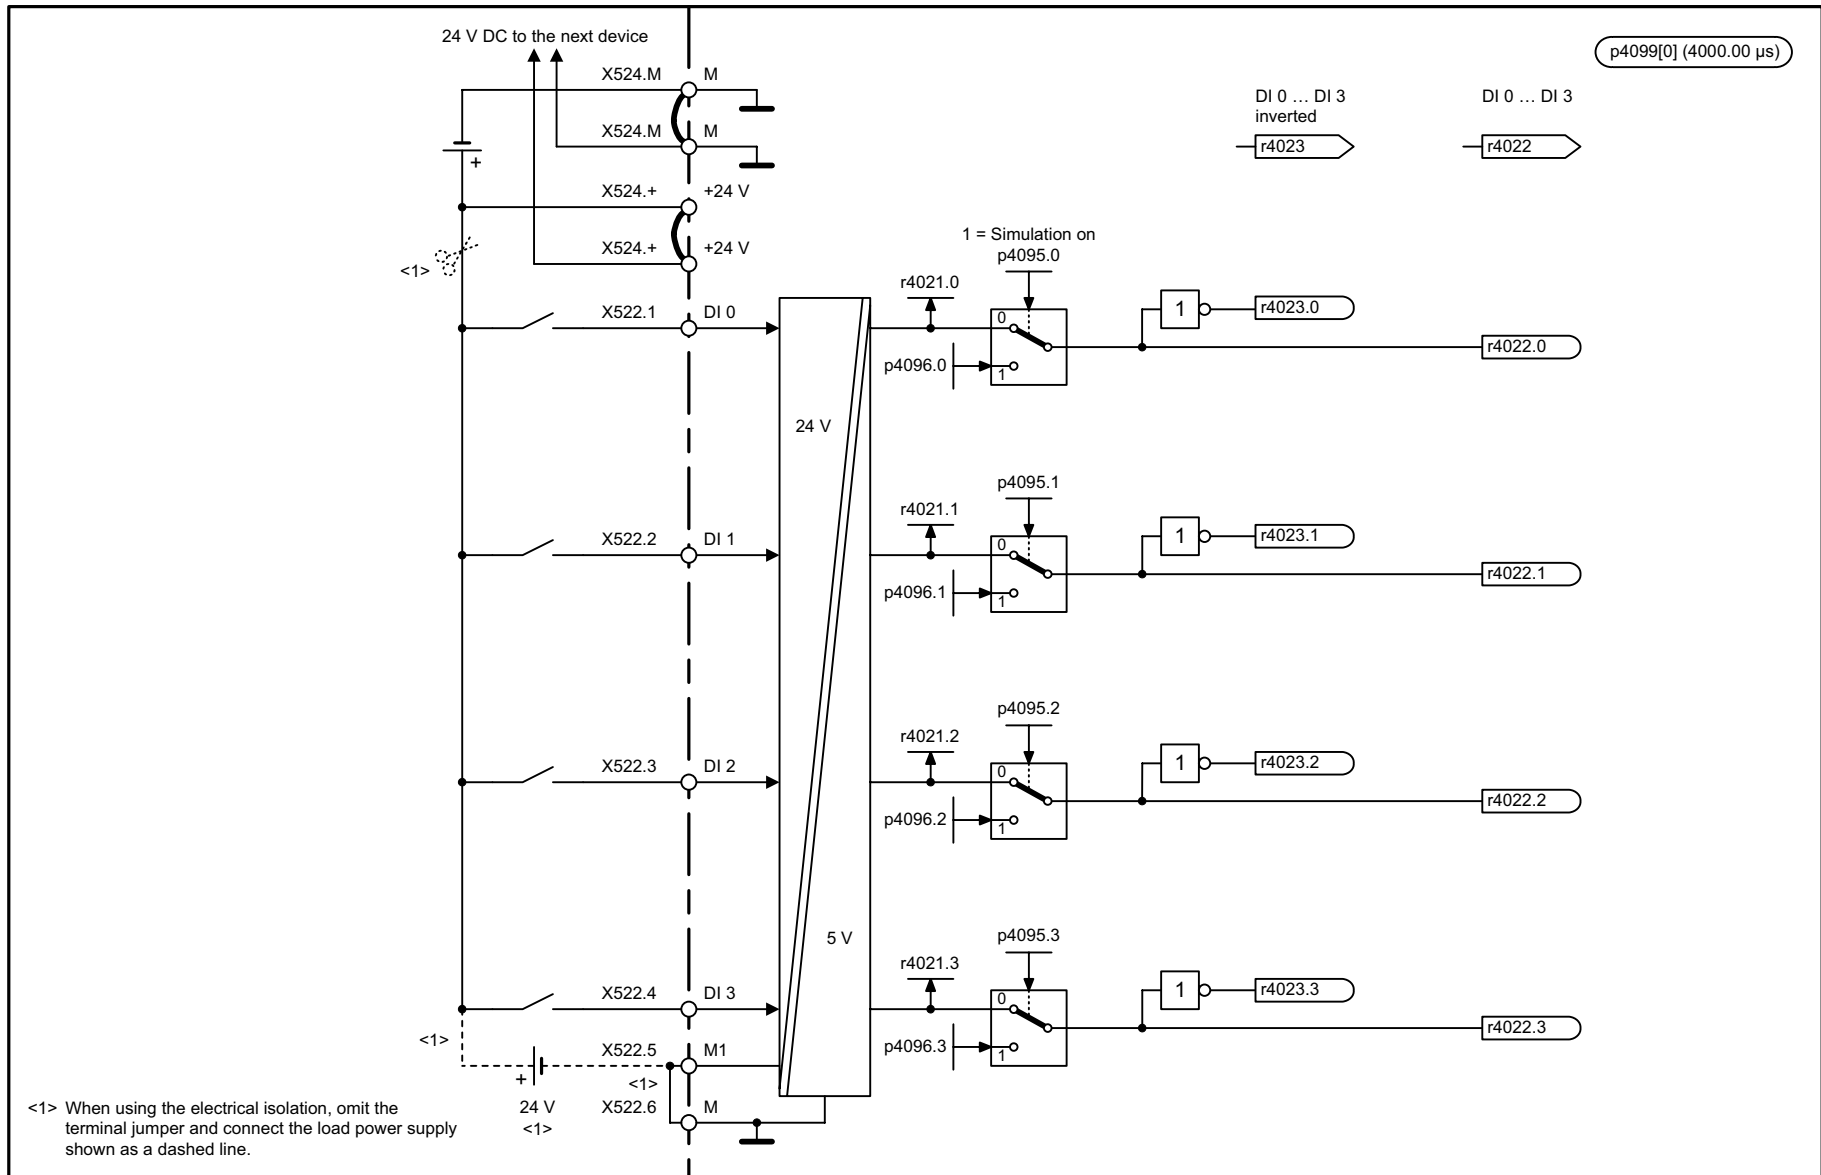 24 V DC to the next device
p4099[0] (4000.00 µs)
X524.M M
DI 0 … DI 3
inverted
DI 0 … DI 3
X524.M M
r4023
r4022
+
X524.+ +24 V
1 = Simulation on
X524.+ +24 V
p4095.0
<1>
r4021.0
X522.1 DI 0
0
1
r4023.0
r4022.0
p4096.0
1
24 V
p4095.1
r4021.1
X522.2 DI 1
0
1
r4023.1
r4022.1
p4096.1
1
p4095.2
r4021.2
X522.3 DI 2
0
1
r4023.2
r4022.2
p4096.2
1
5 V
p4095.3
r4021.3
X522.4 DI 3
0
1
r4023.3
r4022.3
<1>
p4096.3
1
X522.5 M1
+
<1>
24 V
<1>
X522.6 M
<1> When using the electrical isolation, omit the
terminal jumper and connect the load power supply
shown as a dashed line.